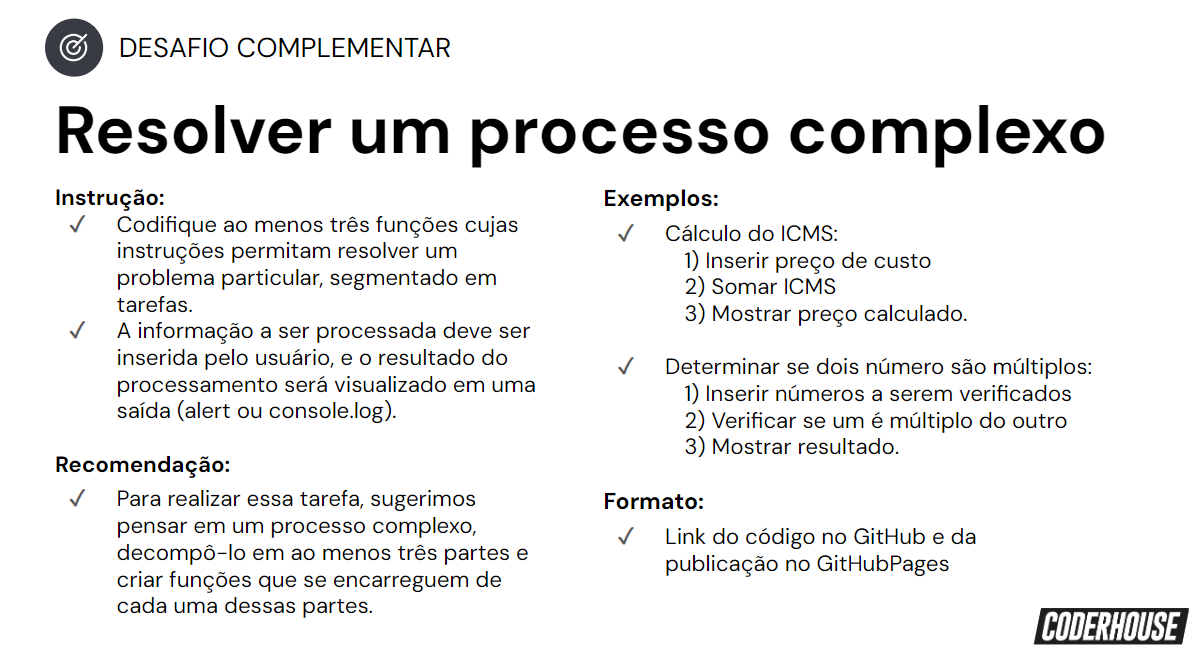 DESAFIO COMPLEMENTAR
Resolver um processo complexo
Instrução:
✓ Codifique ao menos três funções cujas
instruções permitam resolver um
problema particular, segmentado em
tarefas.
✓ A informação a ser processada deve ser
inserida pelo usuário, e o resultado do
processamento será visualizado em uma
saída (alert ou console.log).
Recomendação:
✓ Para realizar essa tarefa, sugerimos
pensar em um processo complexo,
decompô-lo em ao menos três partes e
criar funções que se encarreguem de
cada uma dessas partes.
Exemplos:
✓ Cálculo do ICMS:
1) Inserir preço de custo
2) Somar ICMS
3) Mostrar preço calculado.
✓ Determinar se dois número são múltiplos:
1) Inserir números a serem verificados
2) Verificar se um é múltiplo do outro
3) Mostrar resultado.
Formato:
✓ Link do código no GitHub e da
publicação no GitHubPages
CODERHOUSE